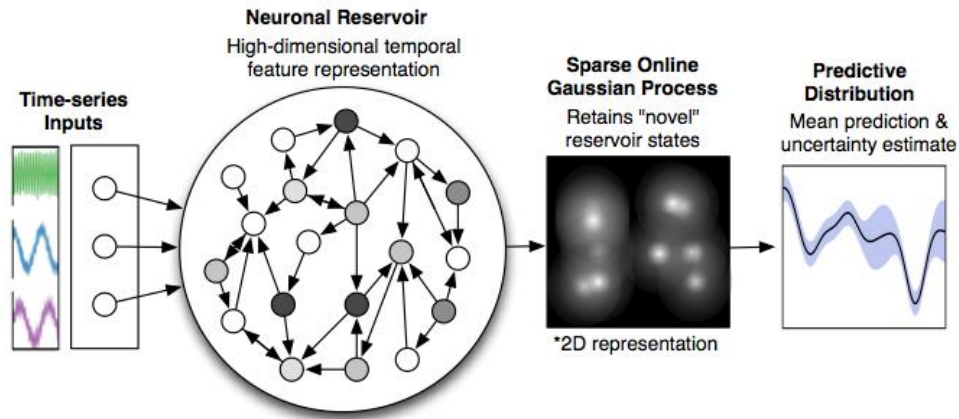 Neuronal Reservoir
High-dimensional temporal
feature representation
Time-series
Inputs
Sparse Online
Gaussian Process
Retains "novel"
reservoir states
*2D representation
Predictive
Distribution
Mean prediction &
uncertainty estimate